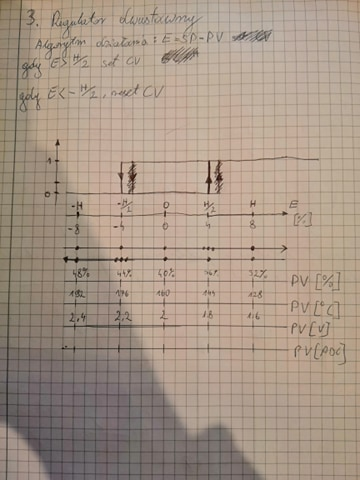 3. Regulator dwustawny
Algorytm działania: E=SP-PV
gdy E>H/2 set CV
gdy E<-H/2, reset CV
1
0
-H -H/2 0 H/2 H E
-8 -4 0 4 8 [%]
48% 44% 40% 36% 32% PV [%]
192 176 160 144 128 PV [°C]
2,4 2,2 2 1.8 1.6 PV [V]
PV [ADC]